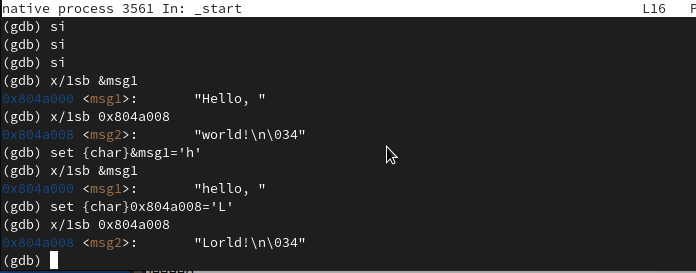 native process 3561 In: _start L16 P
(gdb) si
(gdb) si
(gdb) si
(gdb) x/1sb &msg1
0x804a000 <msg1>: "Hello, "
(gdb) x/1sb 0x804a008
0x804a008 <msg2>: "world!\n\034"
(gdb) set {char}&msg1='h'
(gdb) x/1sb &msg1
0x804a000 <msg1>: "hello, "
(gdb) set {char}0x804a008='L'
(gdb) x/1sb 0x804a008
0x804a008 <msg2>: "Lorld!\n\034"
(gdb)